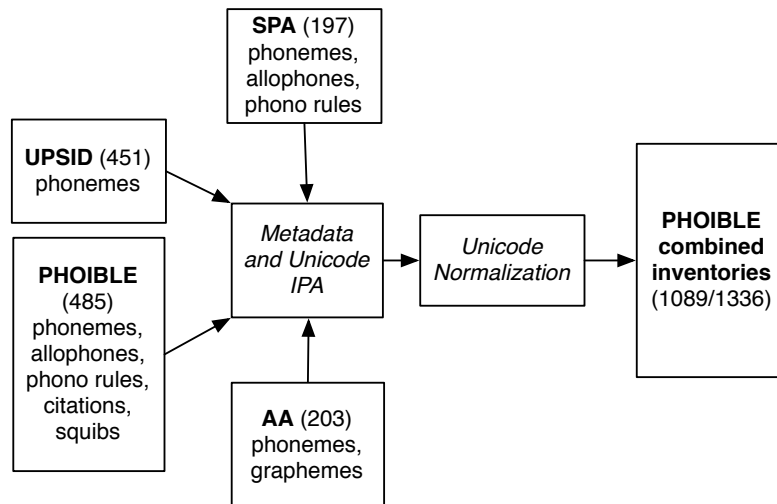 SPA (197)
phonemes,
allophones,
phono rules
UPSID (451)
phonemes
PHOIBLE
(485)
phonemes,
allophones,
phono rules,
citations,
squibs
Metadata
and Unicode
IPA
AA (203)
phonemes,
graphemes
Unicode
Normalization
PHOIBLE
combined
inventories
(1089/1336)